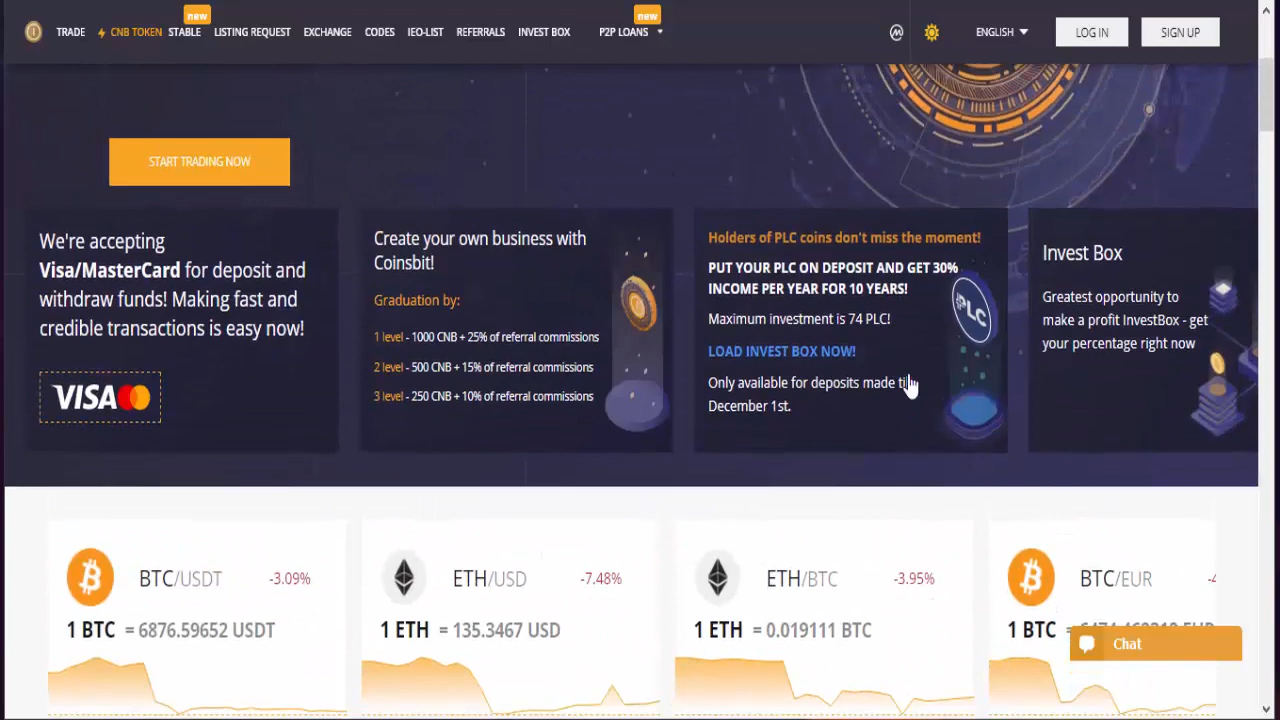 new
new
TRADE
CNB TOKEN
STABLE
LISTING REQUEST
EXCHANGE
CODES
IEO-LIST
REFERRALS
INVEST BOX
P2P LOANS
ENGLISH
LOG IN
SIGN UP
START TRADING NOW
We're accepting
Visa/MasterCard for deposit and
withdraw funds! Making fast and
credible transactions is easy now!
VISA
Create your own business with
Coinsbit!
Graduation by:
1 level - 1000 CNB + 25% of referral commissions
2 level - 500 CNB + 15% of referral commissions
3 level - 250 CNB + 10% of referral commissions
Holders of PLC coins don't miss the moment!
PUT YOUR PLC ON DEPOSIT AND GET 30%
INCOME PER YEAR FOR 10 YEARS!
Maximum investment is 74 PLC!
LOAD INVEST BOX NOW!
Only available for deposits made
December 1st.
PLC
Invest Box
Greatest opportunity to
make a profit InvestBox - get
your percentage right now
BTC/USDT -3.09%
1 BTC = 6876.59652 USDT
ETH/USD -7.48%
1 ETH = 135.3467 USD
ETH/BTC -3.95%
1 ETH = 0.019111 BTC
BTC/EUR
1 BTC =
Chat